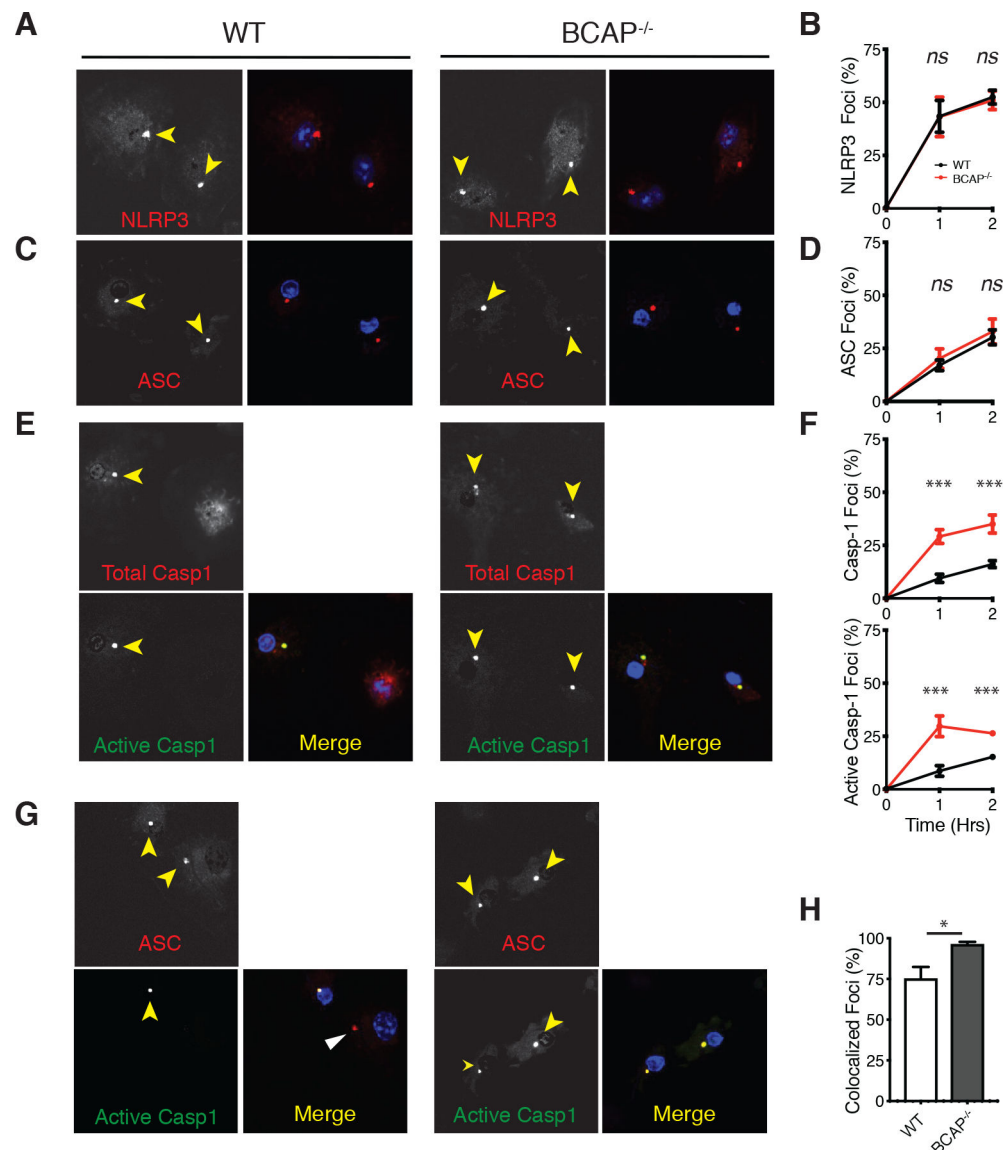 A
WT
BCAP-/-
NLRP3
NLRP3
B
NLRP3 Foci (%)
75
50
25
0
ns
ns
WT
BCAP-/-
0
1
2
C
ASC
ASC
D
ASC Foci (%)
75
50
25
0
ns
ns
0
1
2
E
Total Casp1
Total Casp1
Active Casp1
Merge
Active Casp1
Merge
F
Casp-1 Foci (%)
75
50
25
0
***
***
0
1
2
Active Casp-1 Foci (%)
75
50
25
0
***
***
0
1
2
Time (Hrs)
G
ASC
ASC
Active Casp1
Merge
Active Casp1
Merge
H
Colocalized Foci (%)
100
75
50
25
0
*
WT
BCAP-/-